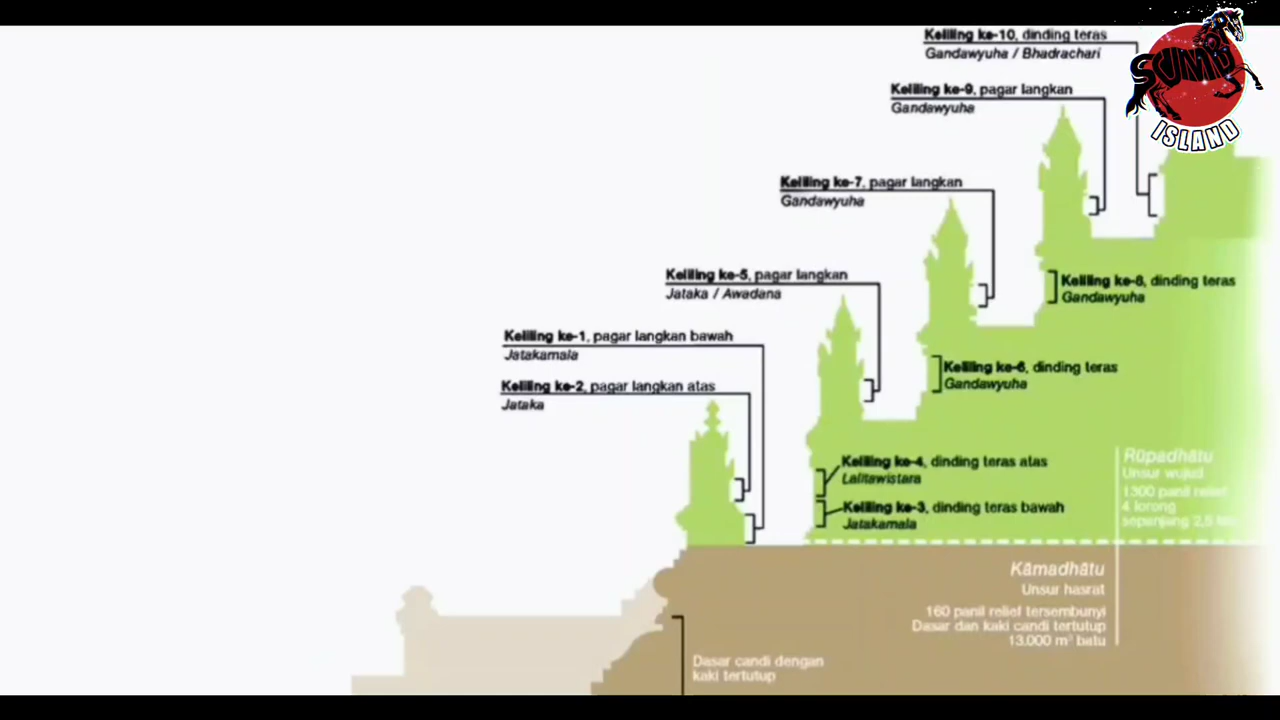 Keliling ke-10, dinding teras
Gandawyuha / Bhadrachari
SUMBA
ISLAND
Keliling ke-9, pagar langkan
Gandawyuha
Keliling ke-7, pagar langkan
Gandawyuha
Keliling ke-5, pagar langkan
Jataka / Awadana
Keliling ke-8, dinding teras
Gandawyuha
Keliling ke-1, pagar langkan bawah
Jatakamala
Keliling ke-6, dinding teras
Gandawyuha
Keliling ke-2, pagar langkan atas
Jataka
Keliling ke-4, dinding teras atas
Lalitawistara
Keliling ke-3, dinding teras bawah
Jatakamala
Rūpadhātu
Unsur wujud
1300 panil relief
4 lorong
sepanjang 2,5
Kāmadhātu
Unsur hasrat
160 panil relief tersembunyi
Dasar dan kaki candi tertutup
13.000 m³ batu
Dasar candi dengan
kaki tertutup